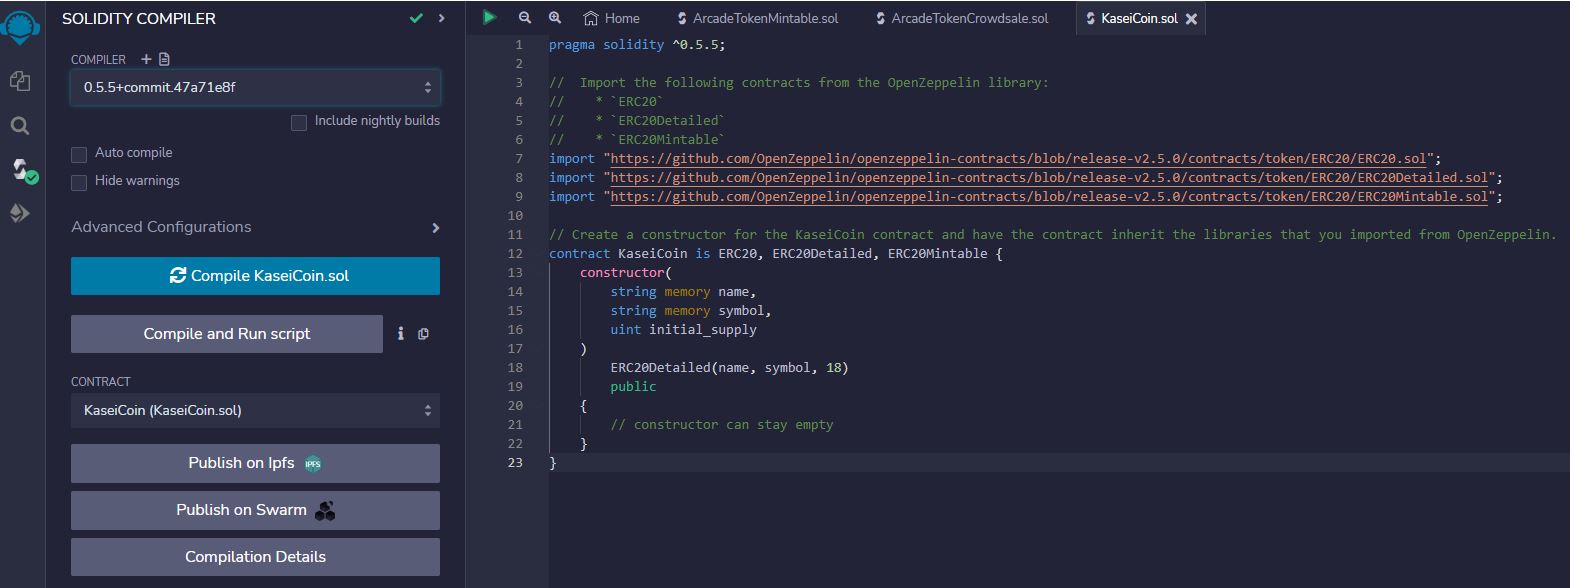 SOLIDITY COMPILER
COMPILER
0.5.5+commit.47a71e8f
Include nightly builds
Auto compile
Hide warnings
Advanced Configurations
Compile KaseiCoin.sol
Compile and Run script
CONTRACT
KaseiCoin (KaseiCoin.sol)
Publish on Ipfs IPFS
Publish on Swarm
Compilation Details
Home ArcadeTokenMintable.sol ArcadeTokenCrowdsale.sol KaseiCoin.sol
1 pragma solidity ^0.5.5;
2
3 //  Import the following contracts from the OpenZeppelin library:
4 //    * `ERC20`
5 //    * `ERC20Detailed`
6 //    * `ERC20Mintable`
7 import "https://github.com/OpenZeppelin/openzeppelin-contracts/blob/release-v2.5.0/contracts/token/ERC20/ERC20.sol";
8 import "https://github.com/OpenZeppelin/openzeppelin-contracts/blob/release-v2.5.0/contracts/token/ERC20/ERC20Detailed.sol";
9 import "https://github.com/OpenZeppelin/openzeppelin-contracts/blob/release-v2.5.0/contracts/token/ERC20/ERC20Mintable.sol";
10
11 // Create a constructor for the KaseiCoin contract and have the contract inherit the libraries that you imported from OpenZeppelin.
12 contract KaseiCoin is ERC20, ERC20Detailed, ERC20Mintable {
13     constructor(
14         string memory name,
15         string memory symbol,
16         uint initial_supply
17     )
18         ERC20Detailed(name, symbol, 18)
19         public
20     {
21         // constructor can stay empty
22     }
23 }